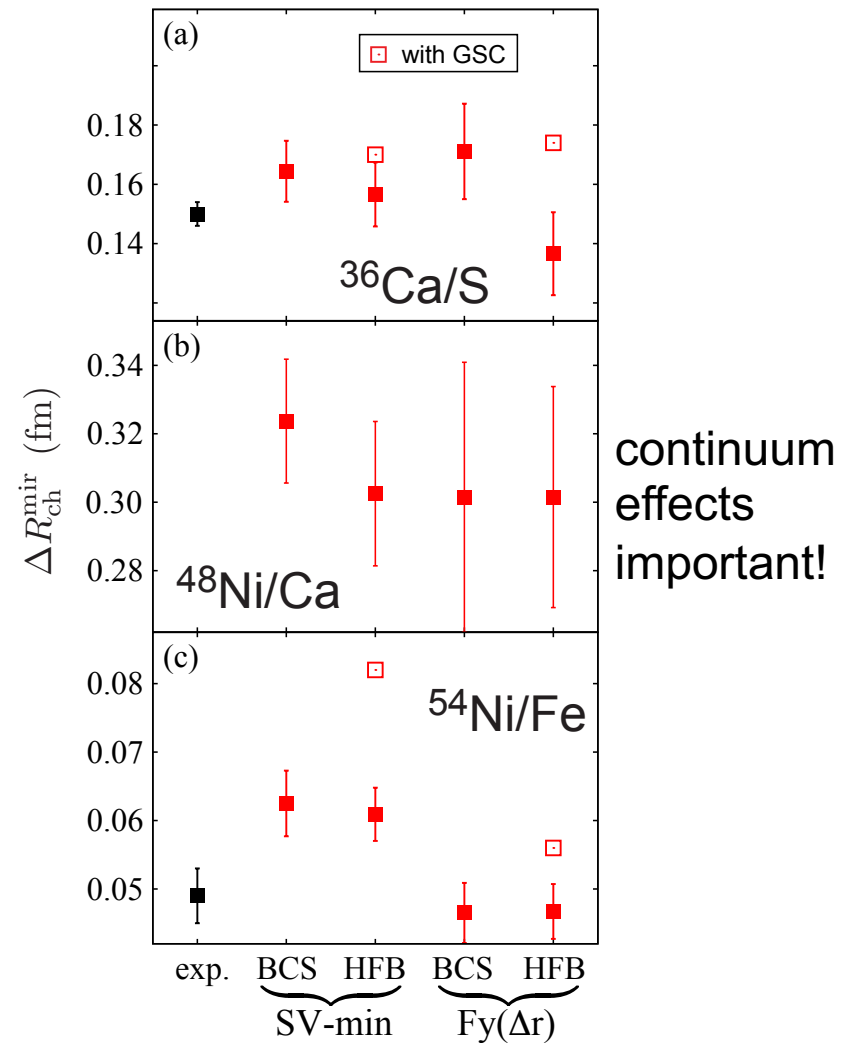 (a)
with GSC
0.18
0.16
0.14
³⁶Ca/S
(b)
0.34
0.32
0.30
0.28
⁴⁸Ni/Ca
ΔR_ch^mir (fm)
continuum
effects
important!
(c)
0.08
0.07
0.06
0.05
⁵⁴Ni/Fe
exp. BCS HFB BCS HFB
SV-min Fy(Δr)